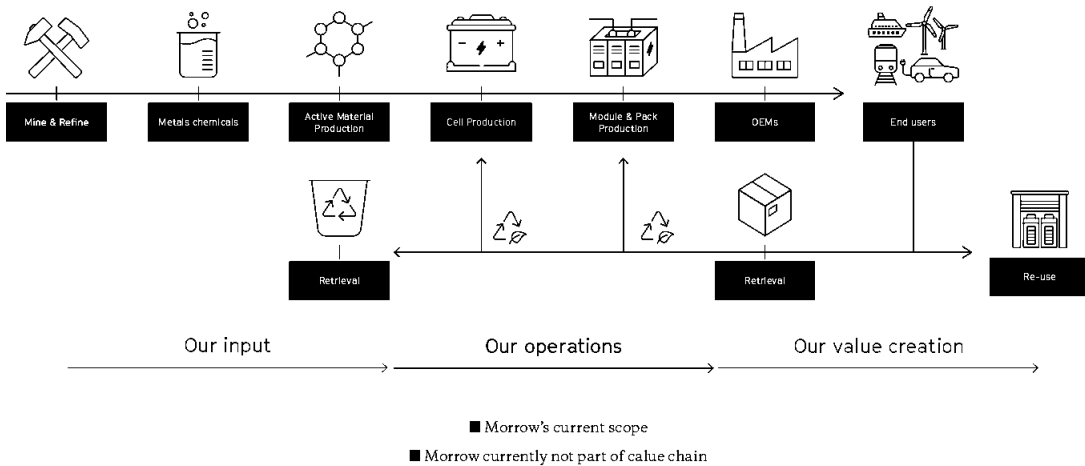 Mine & Refine
Metals chemicals
Active Material
Production
Cell Production
Module & Pack
Production
OEMs
End users
Retrieval
Retrieval
Re-use
Our input
Our operations
Our value creation
Morrow's current scope
Morrow currently not part of calue chain